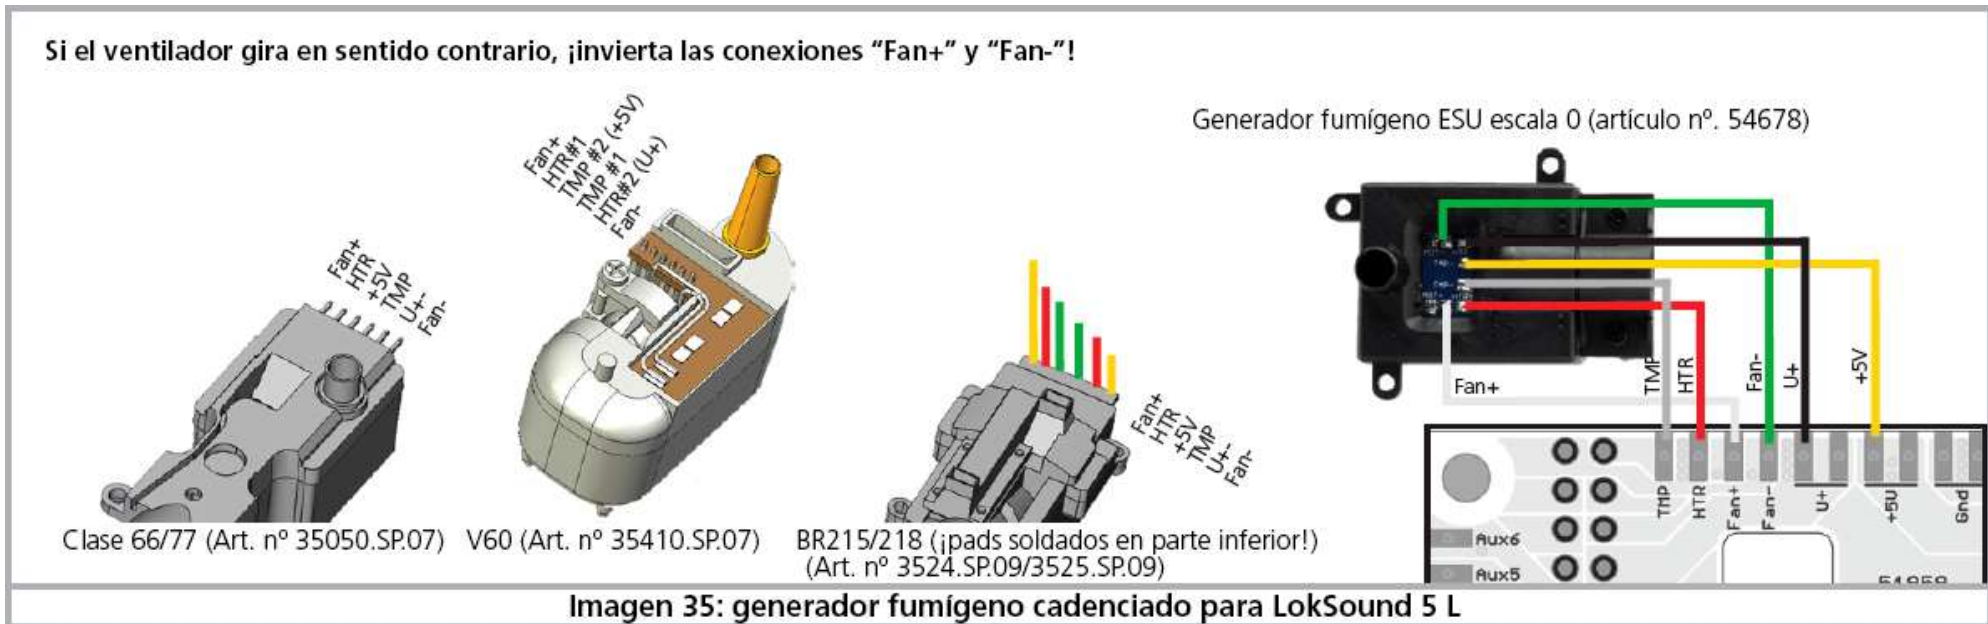 Si el ventilador gira en sentido contrario, ¡invierta las conexiones “Fan+” y “Fan-”!
Generador fumígeno ESU escala 0 (artículo nº. 54678)
Fan+
HTR#1
TMP #2 (+5V)
TMP #1
HTR#2 (U+)
Fan-
Fan+
HTR
+5V
TMP
U+-
Fan-
Fan+
HTR
+5V
TMP
U+-
Fan-
Fan+
TMP
HTR
Fan-
U+
+5V
TMP
HTR
Fan+
Fan-
U+
+5U
Gnd
Aux6
Aux5
Clase 66/77 (Art. nº 35050.SP.07)
V60 (Art. nº 35410.SP.07)
BR215/218 (¡pads soldados en parte inferior!)
(Art. nº 3524.SP.09/3525.SP.09)
Imagen 35: generador fumígeno cadenciado para LokSound 5 L